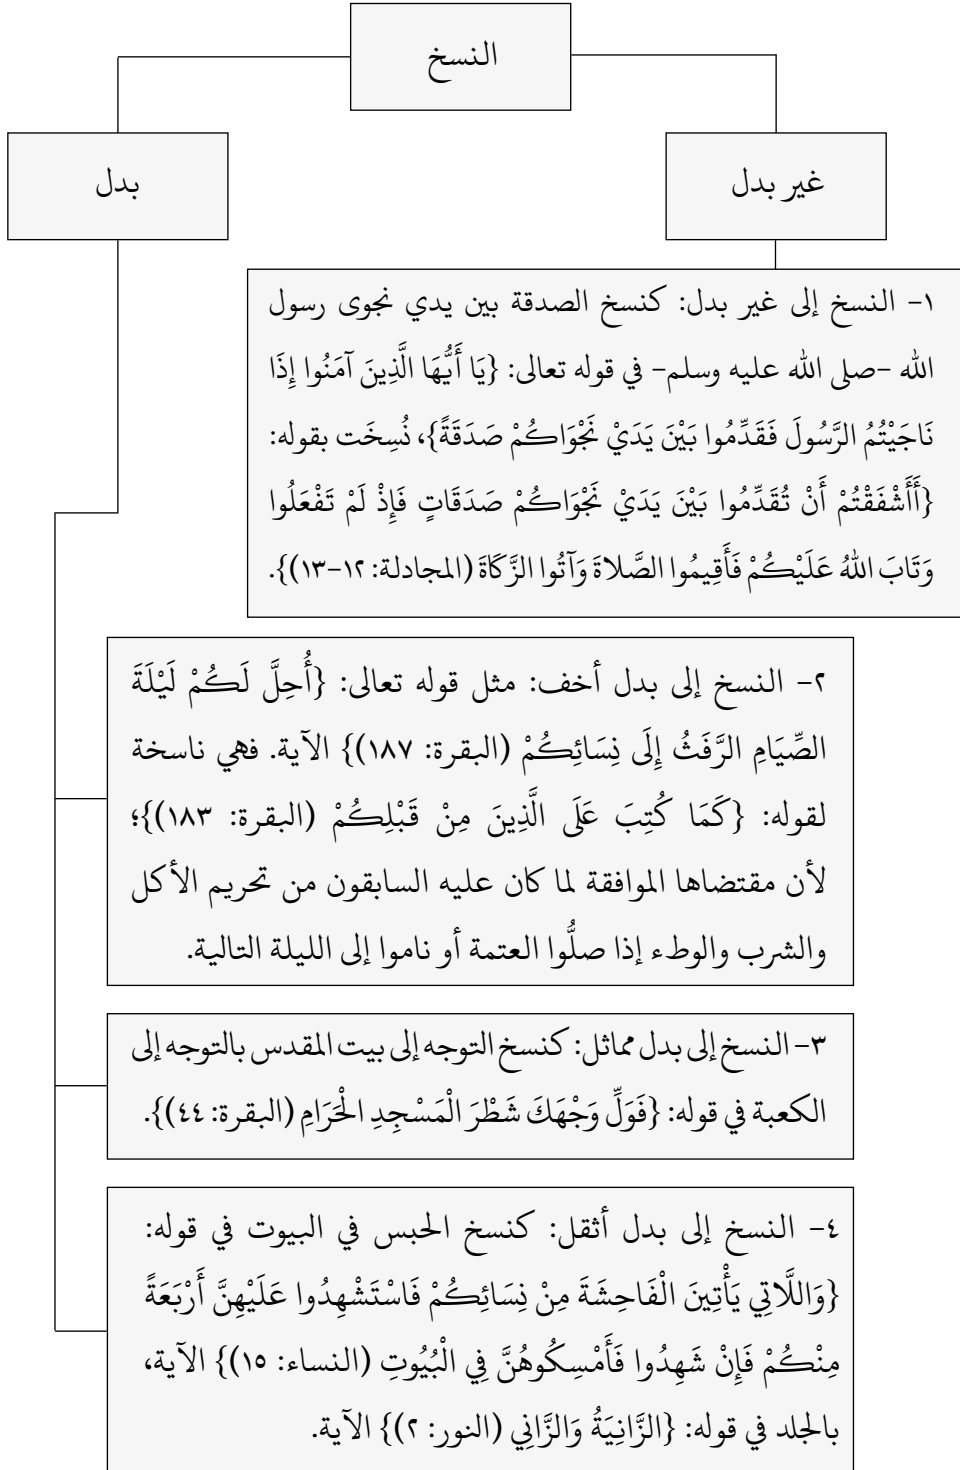 النسخ
غير بدل
بدل
١- النسخ إلى غير بدل: كنسخ الصدقة بين يدي نجوى رسول
الله -صلى الله عليه وسلم- في قوله تعالى: {يَا أَيُّهَا الَّذِينَ آمَنُوا إِذَا
نَاجَيْتُمُ الرَّسُولَ فَقَدِّمُوا بَيْنَ يَدَيْ نَجْوَاكُمْ صَدَقَةً}، نُسِخَت بقوله:
{أَأَشْفَقْتُمْ أَنْ تُقَدِّمُوا بَيْنَ يَدَيْ نَجْوَاكُمْ صَدَقَاتٍ فَإِذْ لَمْ تَفْعَلُوا
وَتَابَ اللهُ عَلَيْكُمْ فَأَقِيمُوا الصَّلاةَ وَآتُوا الزَّكَاةَ (المجادلة: ١٢-١٣)}.
٢- النسخ إلى بدل أخف: مثل قوله تعالى: {أُحِلَّ لَكُمْ لَيْلَةَ
الصِّيَامِ الرَّفَثُ إِلَى نِسَائِكُمْ (البقرة: ١٨٧)} الآية. فهي ناسخة
لقوله: {كَمَا كُتِبَ عَلَى الَّذِينَ مِنْ قَبْلِكُمْ (البقرة: ١٨٣)}؛
لأن مقتضاها الموافقة لما كان عليه السابقون من تحريم الأكل
والشرب والوطء إذا صلُّوا العتمة أو ناموا إلى الليلة التالية.
٣- النسخ إلى بدل مماثل: كنسخ التوجه إلى بيت المقدس بالتوجه إلى
الكعبة في قوله: {فَوَلِّ وَجْهَكَ شَطْرَ الْمَسْجِدِ الْحَرَامِ (البقرة: ٤٤)}.
٤- النسخ إلى بدل أثقل: كنسخ الحبس في البيوت في قوله:
{وَاللَّاتِي يَأْتِينَ الْفَاحِشَةَ مِنْ نِسَائِكُمْ فَاسْتَشْهِدُوا عَلَيْهِنَّ أَرْبَعَةً
مِنْكُمْ فَإِنْ شَهِدُوا فَأَمْسِكُوهُنَّ فِي الْبُيُوتِ (النساء: ١٥)} الآية،
بالجلد في قوله: {الزَّانِيَةُ وَالزَّانِي (النور: ٢)} الآية.